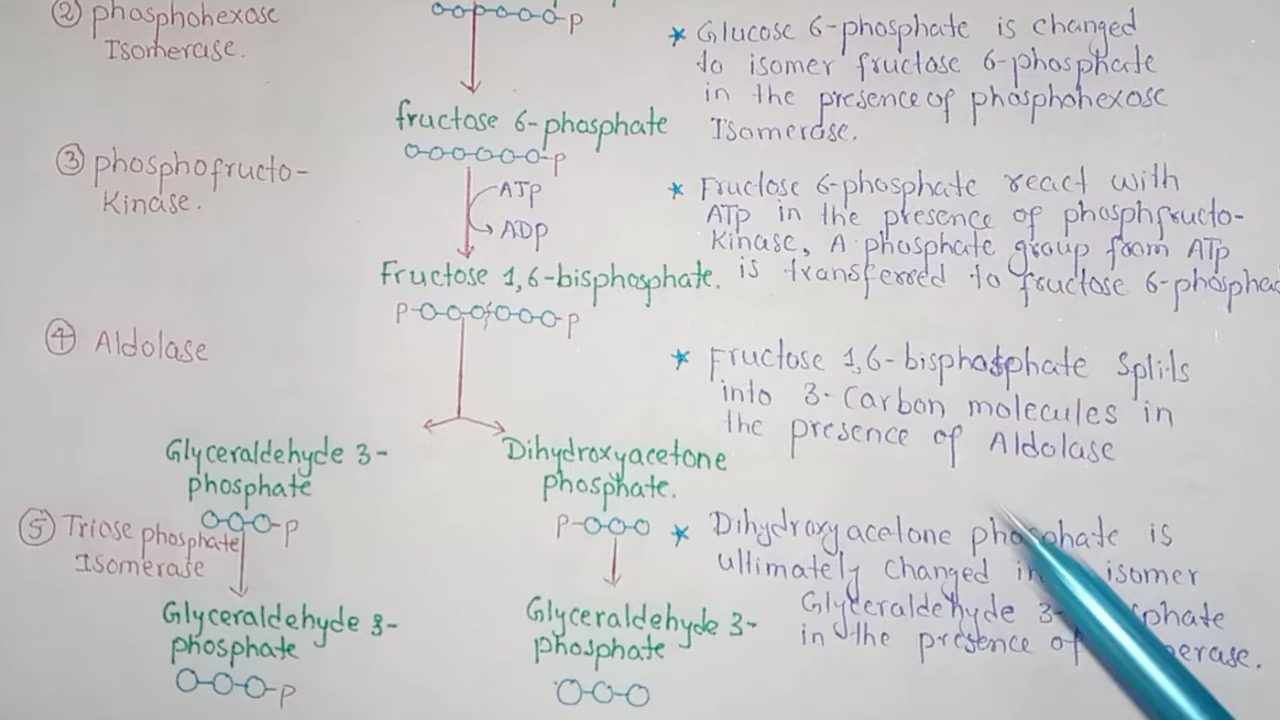 ② phosphohexose
Isomerase.
o-o-o-o-o-o-p
fructose 6-phosphate
o-o-o-o-o-o-p
③ phosphofructo-
Kinase.
ATP
ADP
Fructose 1,6-bisphosphate.
p-o-o-o-o-o-o-p
④ Aldolase
Glyceraldehyde 3-
phosphate
o-o-o-p
Dihydroxyacetone
phosphate.
p-o-o-o
⑤ Triose phosphate
Isomerase
Glyceraldehyde 3-
phosphate
o-o-o-p
Glyceraldehyde 3-
phosphate
o-o-o
* Glucose 6-phosphate is changed
to isomer fructose 6-phosphate
in the presence of phosphohexose
Isomerase.
* Fructose 6-phosphate react with
ATP in the presence of phosphfructo-
Kinase, A phosphate group from ATP
is transferred to fructose 6-phosphat
* Fructose 1,6-bisphosphate Splits
into 3-Carbon molecules in
the presence of Aldolase
* Dihydroxyacetone phosphate is
ultimately changed in isomer
Glyceraldehyde 3-
in the presence of